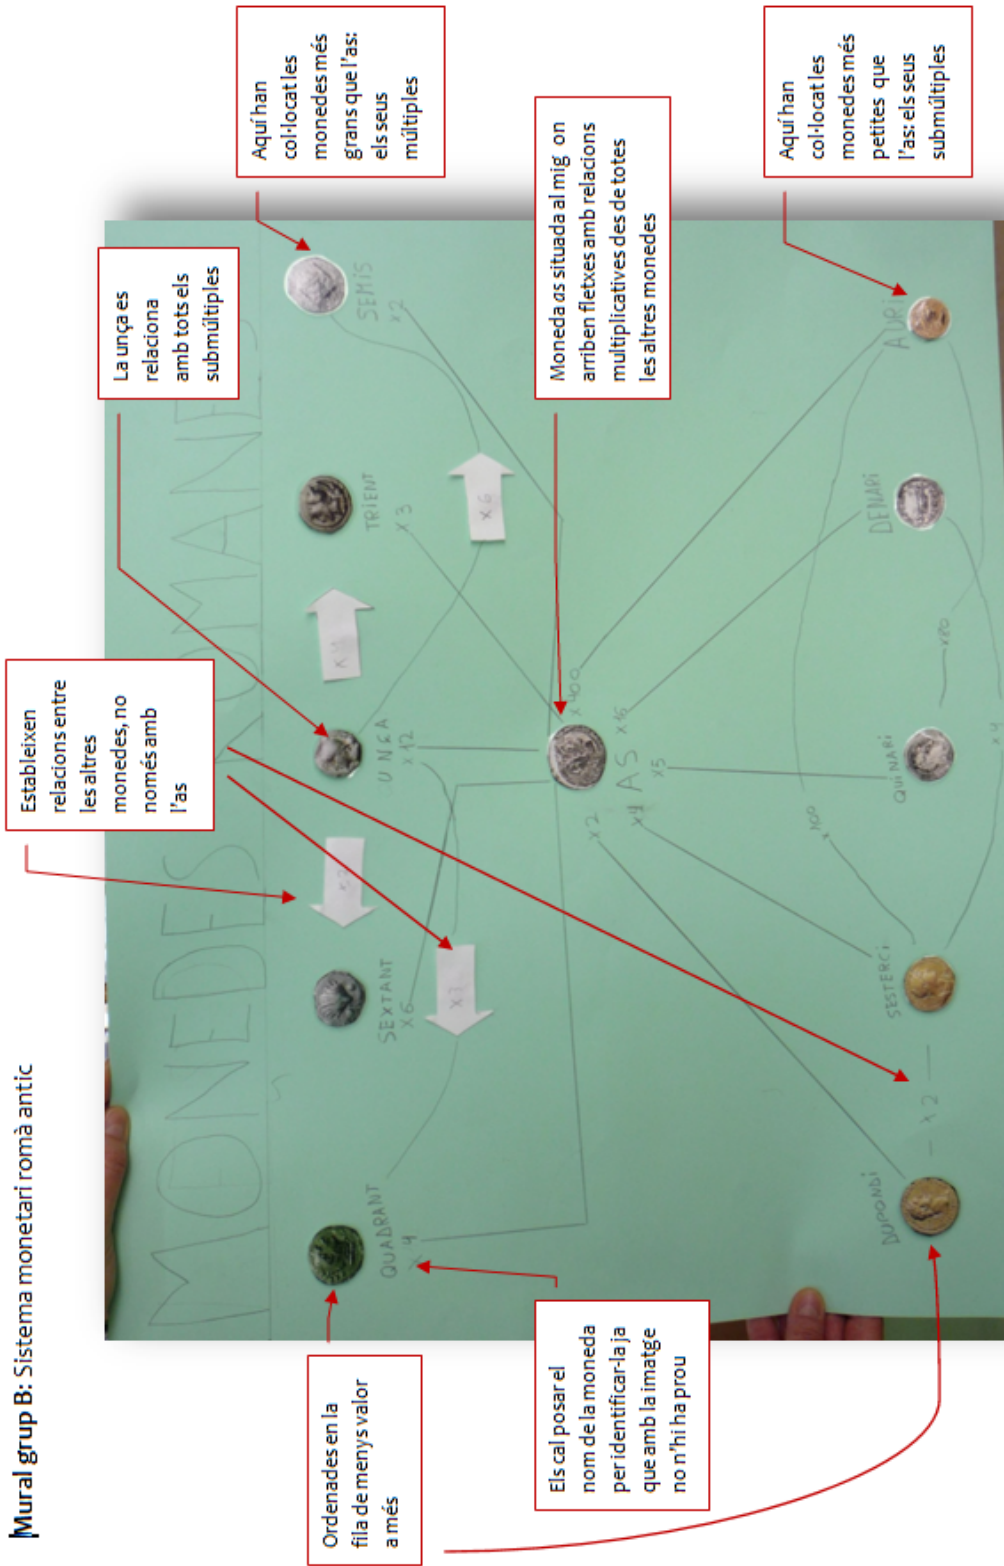 Mural grup B: Sistema monetari romà antic
Estableixen
relacions entre
les altres
monedes, no
només amb
l'as
La unça es
relaciona
amb tots els
submúltiples
Aquí han
col·locat les
monedes més
grans que l'as:
els seus
múltiples
Ordenades en la
fila de menys valor
a més
Els cal posar el
nom de la moneda
per identificar-la ja
que amb la imatge
no n'hi ha prou
Moneda as situada al mig on
arriben fletxes amb relacions
multiplicatives des de totes
les altres monedes
Aquí han
col·locat les
monedes més
petites que
l'as: els seus
submúltiples
MONEDES ROMANES
QUADRANT
x 4
SEXTANT
x6
UNÇA
x12
TRIENT
x3
SEMIS
x2
x2
x6
AS
x2
x4
x5
x16
x400
DUPONDI
x2
SESTERCI
x100
QUINARI
x80
DENARI
x4
AURI